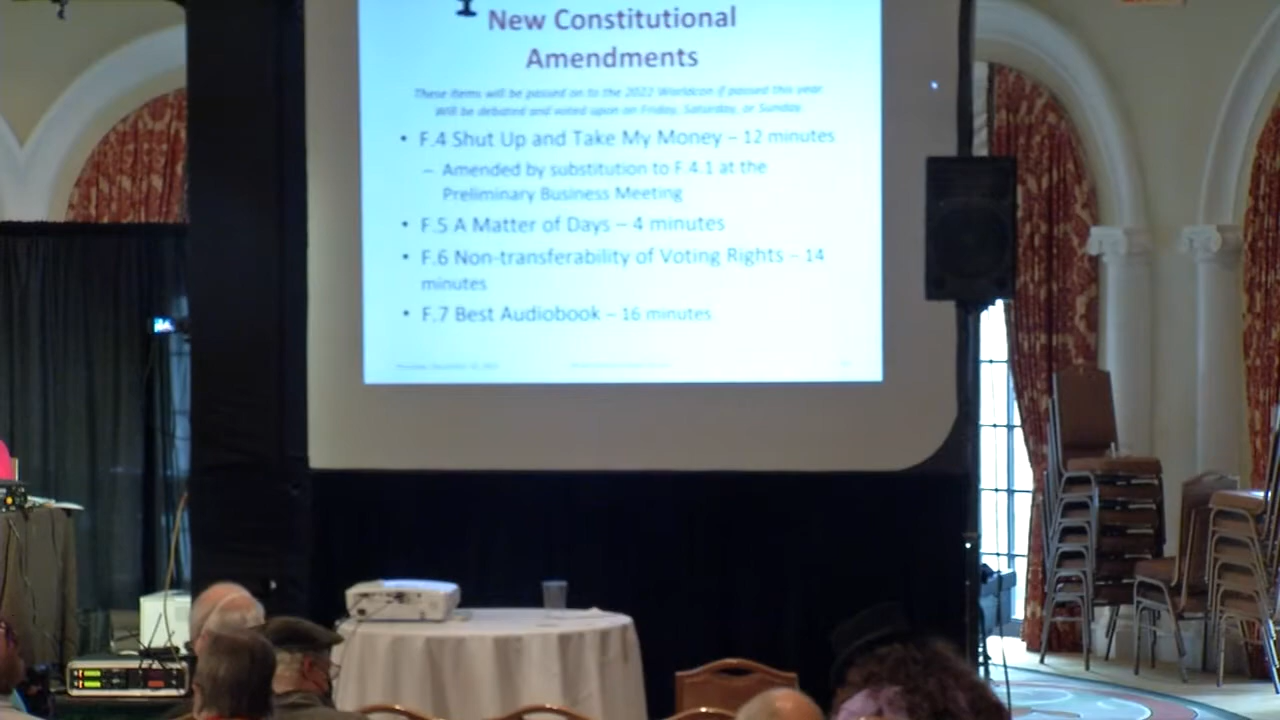 New Constitutional
Amendments
These items will be passed on to the 2022 Worldcon if passed this year.
Will be debated and voted upon on Friday, Saturday, or Sunday.
• F.4 Shut Up and Take My Money – 12 minutes
– Amended by substitution to F.4.1 at the
Preliminary Business Meeting
• F.5 A Matter of Days – 4 minutes
• F.6 Non-transferability of Voting Rights – 14
minutes
• F.7 Best Audiobook – 16 minutes